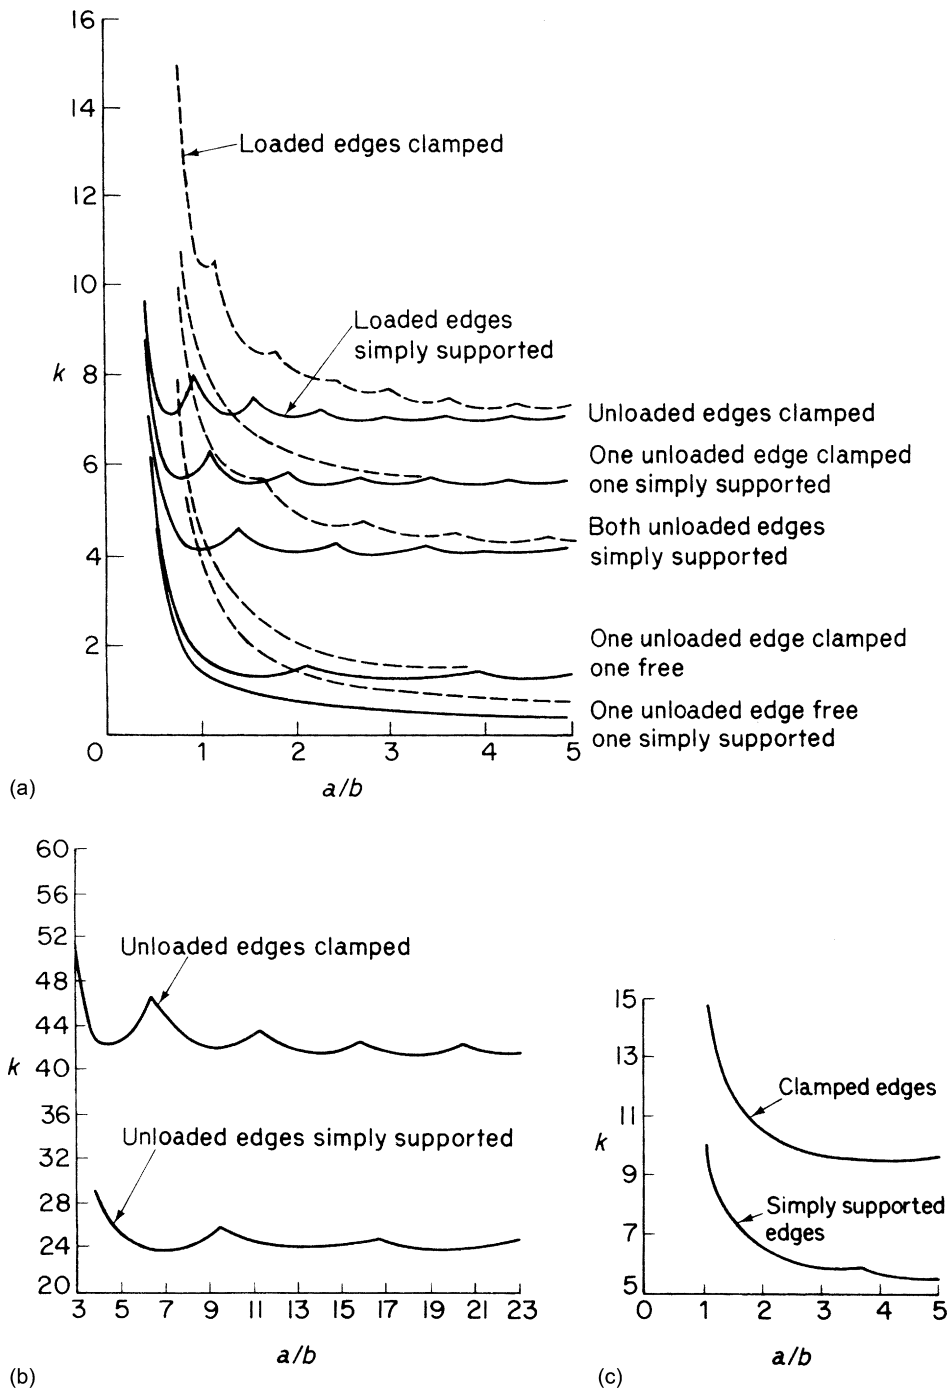 16
14
12
10
8
6
4
2
0
k
Loaded edges clamped
Loaded edges
simply supported
Unloaded edges clamped
One unloaded edge clamped
one simply supported
Both unloaded edges
simply supported
One unloaded edge clamped
one free
One unloaded edge free
one simply supported
1 2 3 4 5
a/b
(a)
60
56
52
48
44
40
36
32
28
24
20
k
Unloaded edges clamped
Unloaded edges simply supported
3 5 7 9 11 13 15 17 19 21 23
a/b
(b)
15
13
11
9
7
5
k
Clamped edges
Simply supported
edges
0 1 2 3 4 5
a/b
(c)